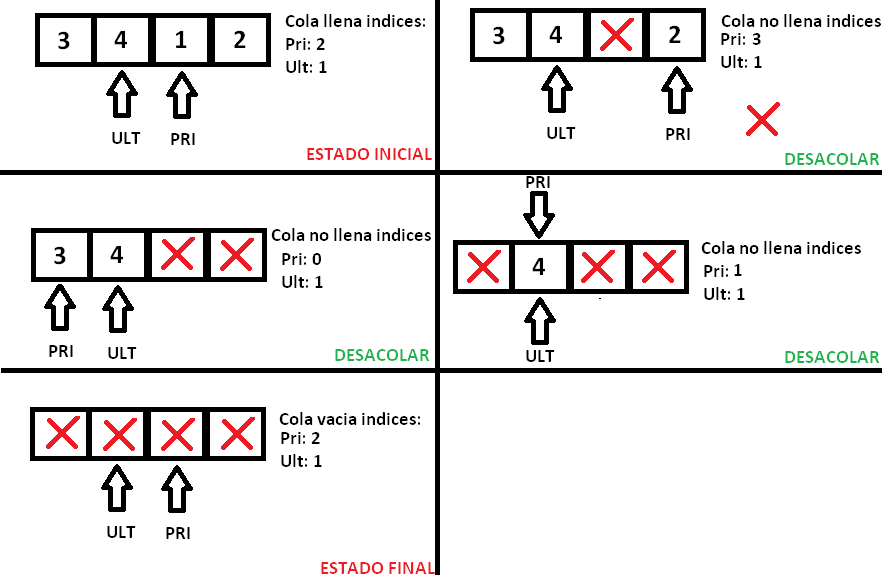 3 4 1 2
Cola llena indices:
Pri: 2
Ult: 1
ULT PRI
ESTADO INICIAL
3 4 2
Cola no llena indices
Pri: 3
Ult: 1
ULT PRI
DESACOLAR
3 4
Cola no llena indices
Pri: 0
Ult: 1
PRI ULT
DESACOLAR
PRI
4
Cola no llena indices
Pri: 1
Ult: 1
ULT
DESACOLAR
Cola vacia indices:
Pri: 2
Ult: 1
ULT PRI
ESTADO FINAL